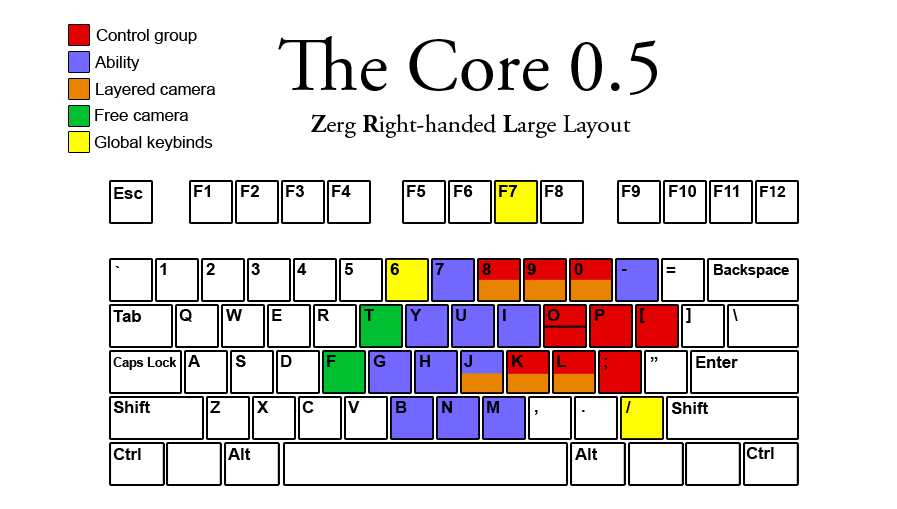 Control group
Ability
Layered camera
Free camera
Global keybinds
The Core 0.5
Zerg Right-handed Large Layout
Esc F1 F2 F3 F4 F5 F6 F7 F8 F9 F10 F11 F12
` 1 2 3 4 5 6 7 8 9 0 - = Backspace
Tab Q W E R T Y U I O P [ ] \
Caps Lock A S D F G H J K L ; ” Enter
Shift Z X C V B N M , . / Shift
Ctrl Alt Alt Ctrl